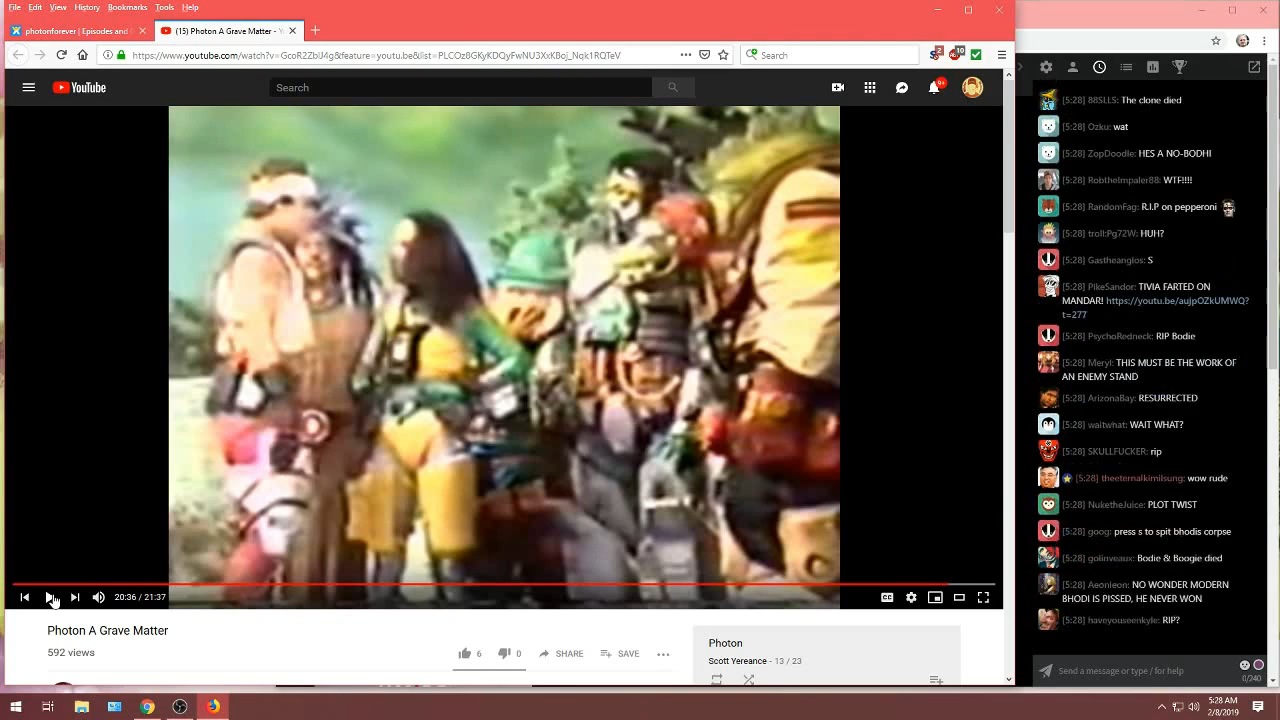 File Edit View History Bookmarks Tools Help
photonforever | Episodes and
(15) Photon A Grave Matter - Y
https://www.youtube.com/watch?v=GcoR2ZblJ4g&feature=youtu.be&list=PLCOz8GKyKDQyFwNU3XxKBoj_Nqk1RQTeV
Search
2
10
YouTube
Search
9+
20:36 / 21:37
CC
Photon A Grave Matter
592 views
6
0
SHARE
SAVE
Photon
Scott Yereance - 13 / 23
[5:28] 88SLLS: The clone died
[5:28] Ozku: wat
[5:28] ZopDoodle: HES A NO-BODHI
[5:28] RobtheImpaler88: WTF!!!!
[5:28] RandomFag: R.I.P on pepperoni
[5:28] troll:Pg72W: HUH?
[5:28] Gastheanglos: S
[5:28] PikeSandor: TIVIA FARTED ON
MANDAR! https://youtu.be/aujpOZkUMWQ?
t=277
[5:28] PsychoRedneck: RIP Bodie
[5:28] Meryl: THIS MUST BE THE WORK OF
AN ENEMY STAND
[5:28] ArizonaBay: RESURRECTED
[5:28] waitwhat: WAIT WHAT?
[5:28] SKULLFUCKER: rip
[5:28] theeternalkimilsung: wow rude
[5:28] NuketheJuice: PLOT TWIST
[5:28] goog: press s to spit bhodis corpse
[5:28] golinveaux: Bodie & Boogie died
[5:28] Aeonleon: NO WONDER MODERN
BHODI IS PISSED, HE NEVER WON
[5:28] haveyouseenkyle: RIP?
Send a message or type / for help
0/240
5:28 AM
2/8/2019